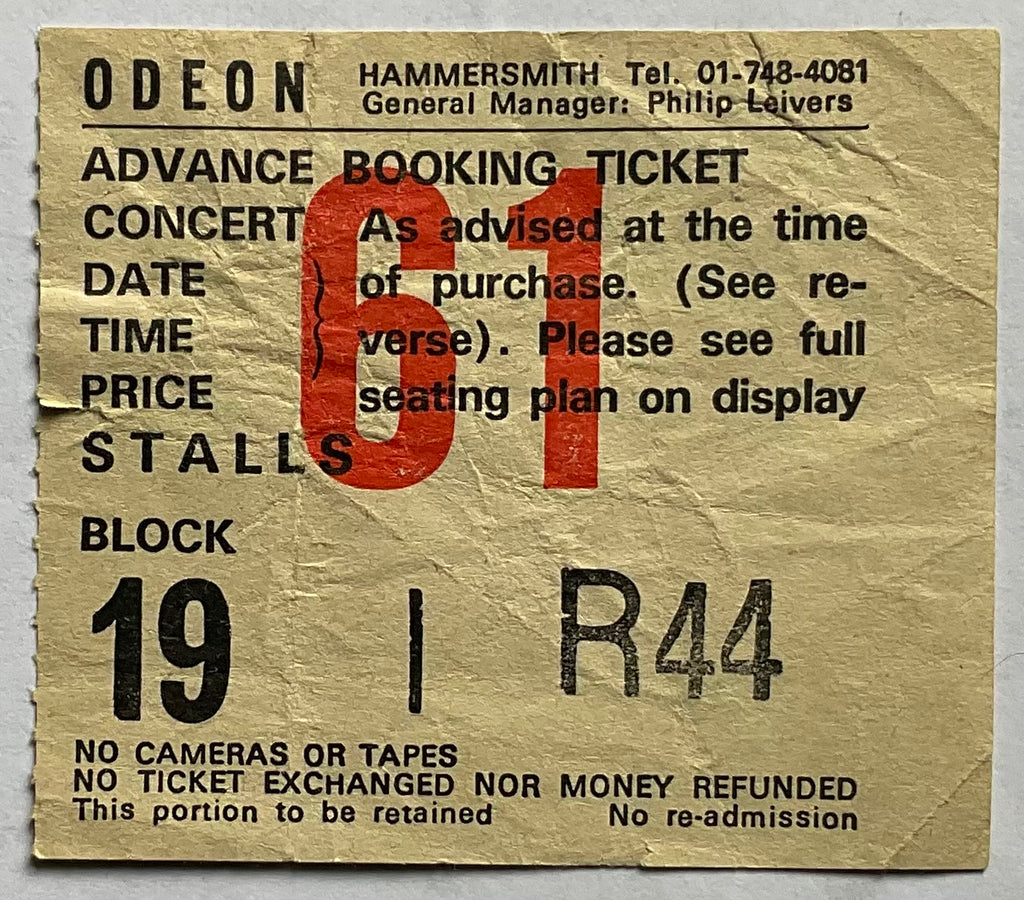 ODEON HAMMERSMITH Tel. 01-748-4081
General Manager: Philip Leivers
ADVANCE BOOKING TICKET
61
CONCERT As advised at the time
DATE of purchase. (See re-
TIME verse). Please see full
PRICE seating plan on display
STALLS
BLOCK
19 | R44
NO CAMERAS OR TAPES
NO TICKET EXCHANGED NOR MONEY REFUNDED
This portion to be retained No re-admission